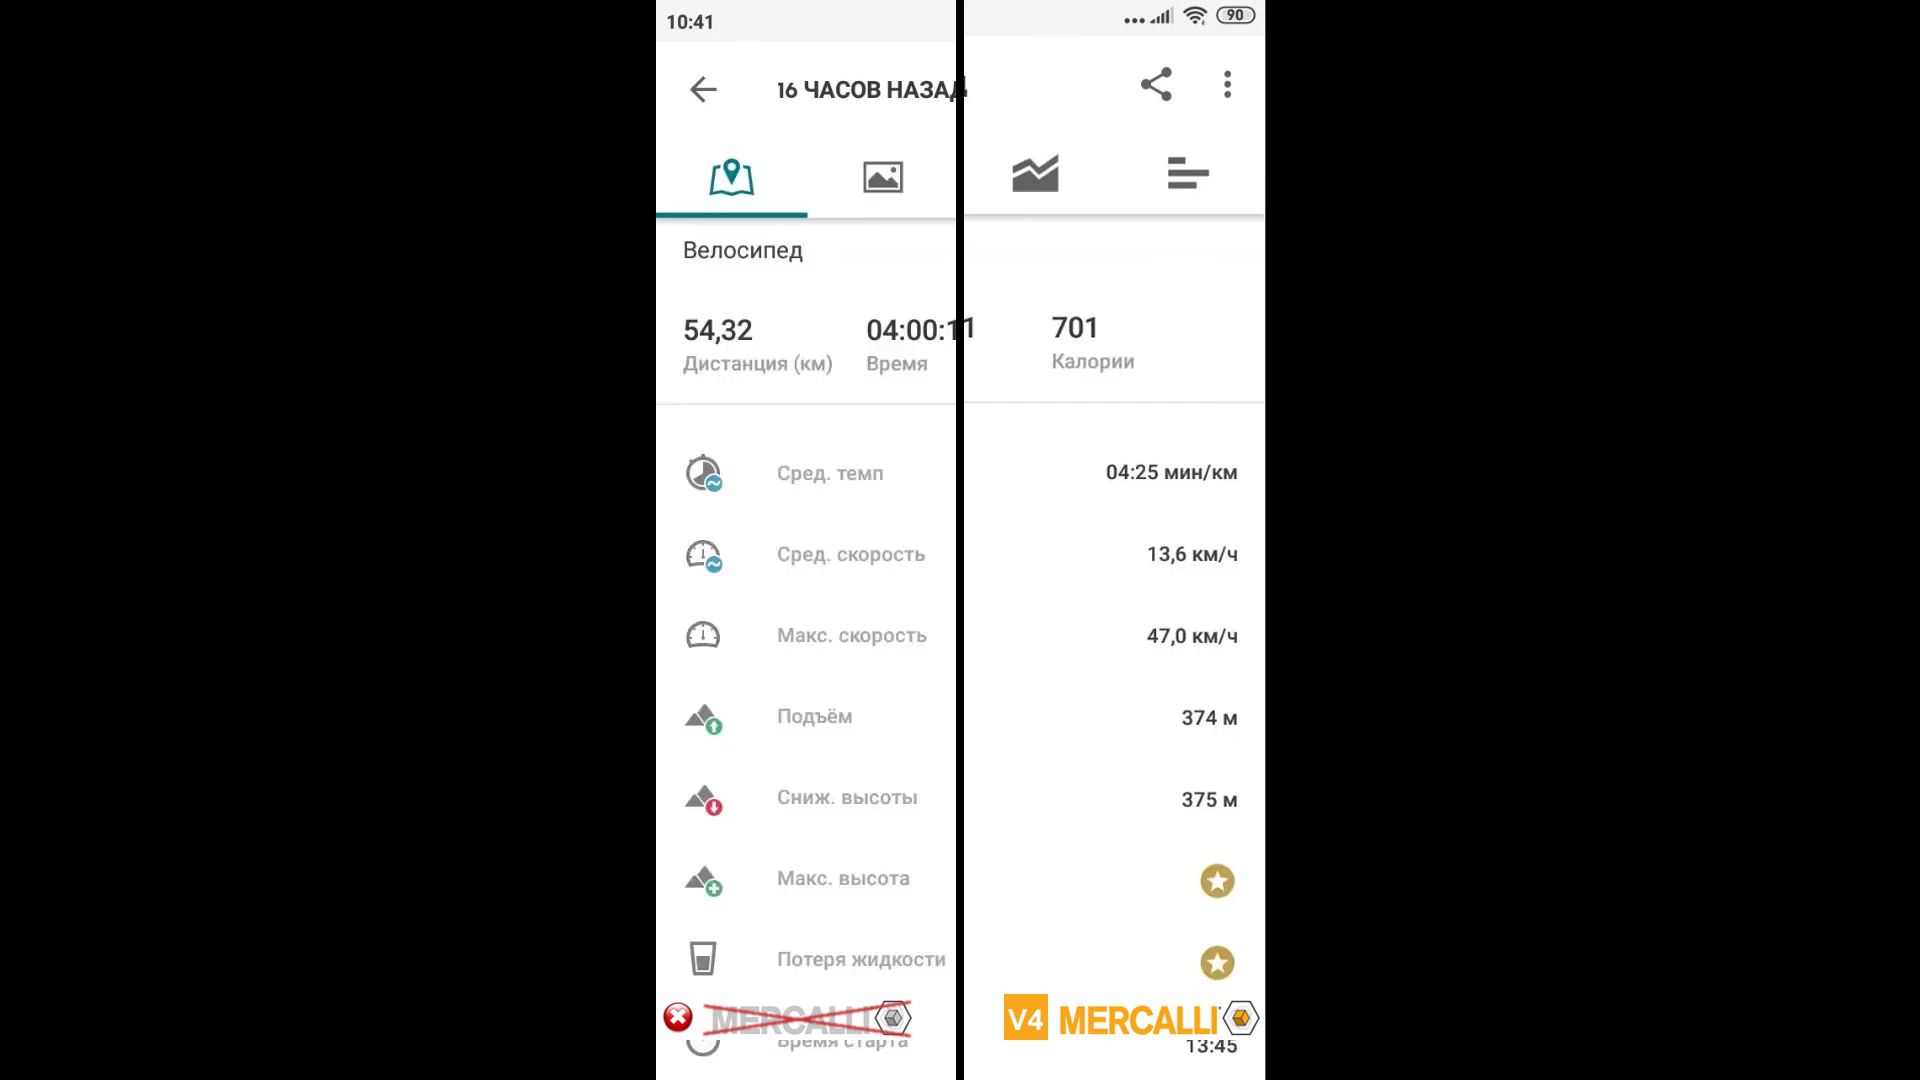 10:41
90
16 ЧАСОВ НАЗАД
Велосипед
54,32
04:00:11
701
Дистанция (км)
Время
Калории
Сред. темп
04:25 мин/км
Сред. скорость
13,6 км/ч
Макс. скорость
47,0 км/ч
Подъём
374 м
Сниж. высоты
375 м
Макс. высота
Потеря жидкости
MERCALLI
V4 MERCALLI
Время старта
13:45